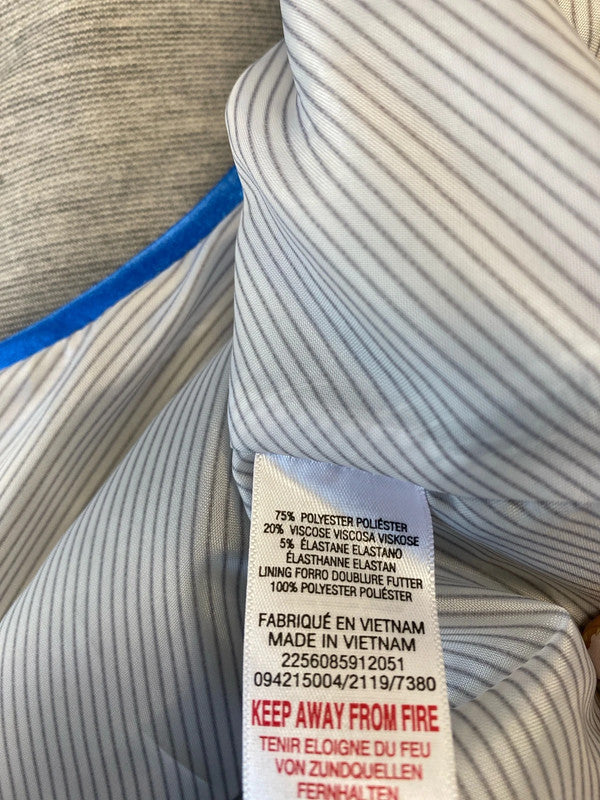 75% POLYESTER POLIÉSTER
20% VISCOSE VISCOSA VISKOSE
5% ÉLASTANE ELASTANO
ÉLASTHANNE ELASTAN
LINING FORRO DOUBLURE FUTTER
100% POLYESTER POLIÉSTER
FABRIQUÉ EN VIETNAM
MADE IN VIETNAM
2256085912051
094215004/2119/7380
KEEP AWAY FROM FIRE
TENIR ELOIGNE DU FEU
VON ZUNDQUELLEN
FERNHALTEN